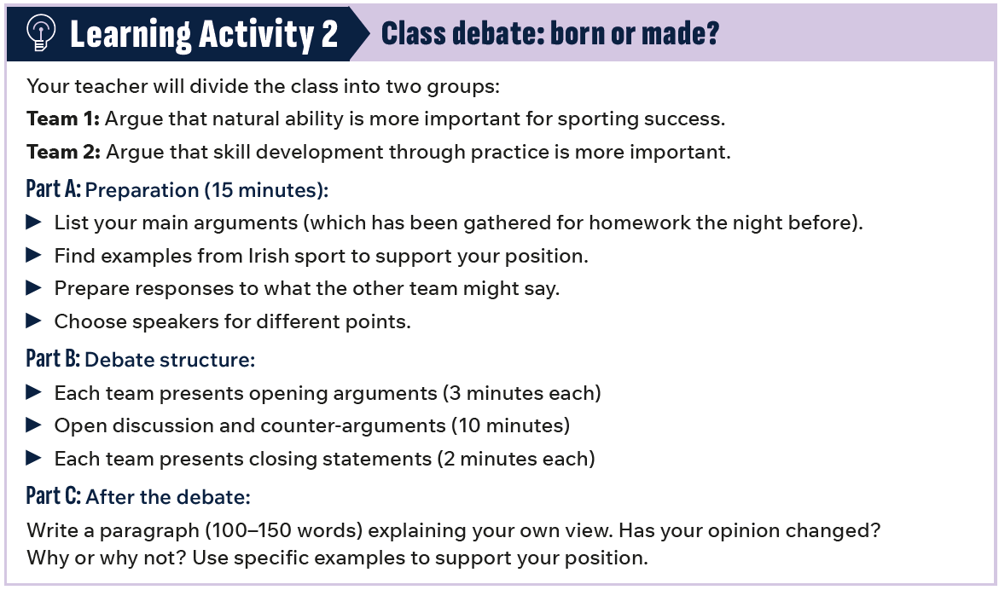 Learning Activity 2
Class debate: born or made?
Your teacher will divide the class into two groups:
Team 1: Argue that natural ability is more important for sporting success.
Team 2: Argue that skill development through practice is more important.
Part A: Preparation (15 minutes):
► List your main arguments (which has been gathered for homework the night before).
► Find examples from Irish sport to support your position.
► Prepare responses to what the other team might say.
► Choose speakers for different points.
Part B: Debate structure:
► Each team presents opening arguments (3 minutes each)
► Open discussion and counter-arguments (10 minutes)
► Each team presents closing statements (2 minutes each)
Part C: After the debate:
Write a paragraph (100–150 words) explaining your own view. Has your opinion changed?
Why or why not? Use specific examples to support your position.